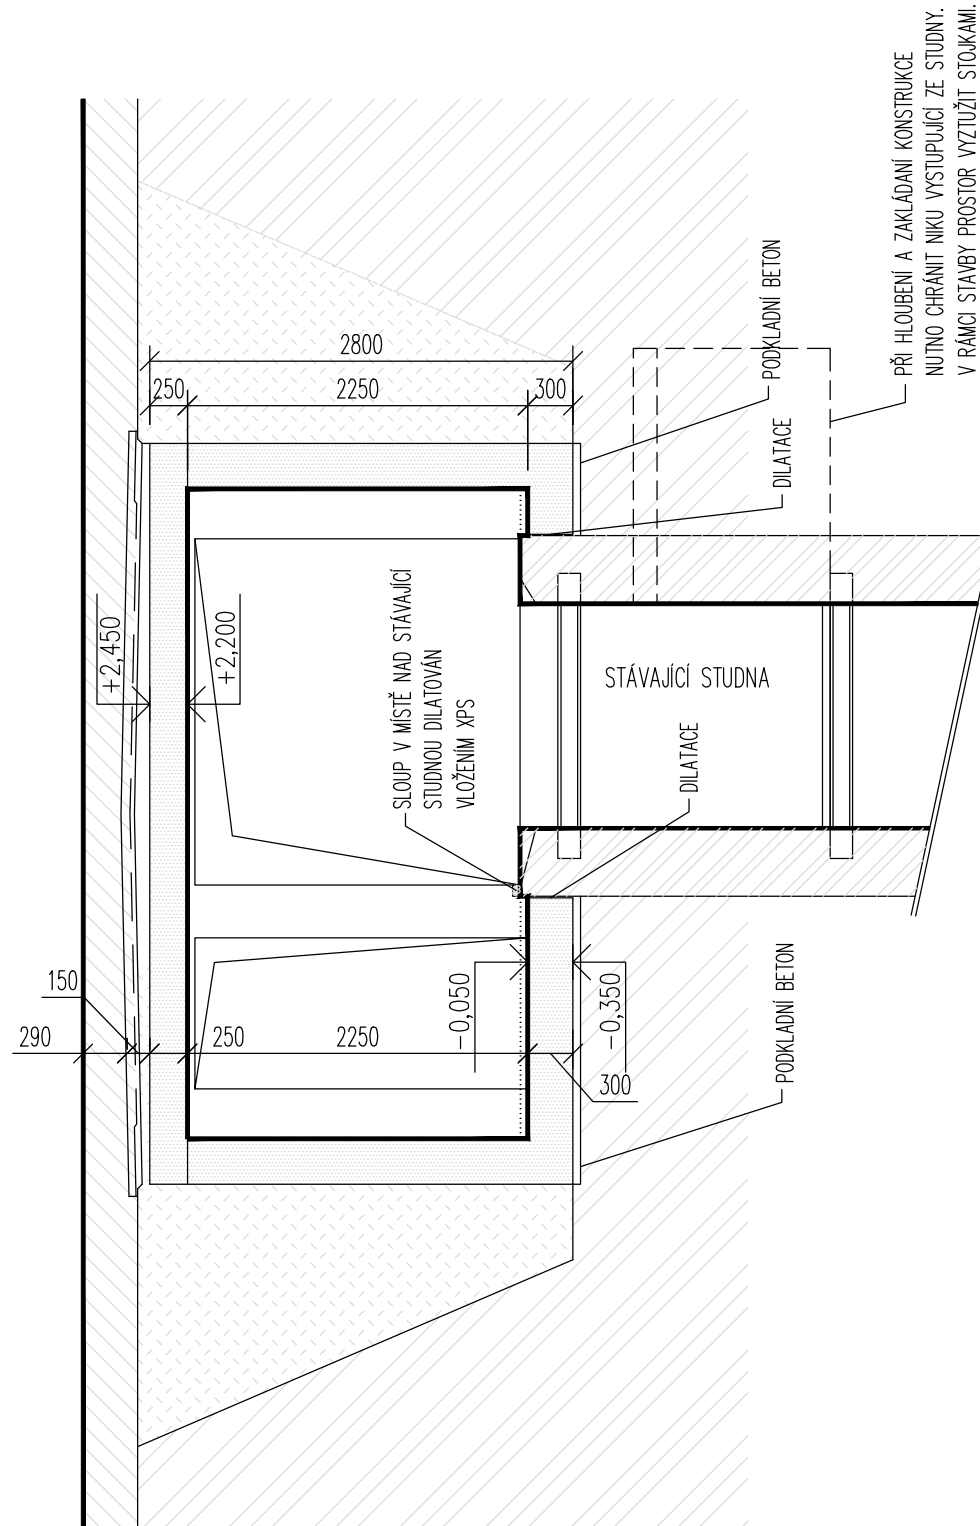 290
150
250
2250
300
+2,450
+2,200
-0,050
-0,350
250
2250
300
2800
SLOUP V MÍSTĚ NAD STÁVAJÍCÍ
STUDNOU DILATOVÁN
VLOŽENÍM XPS
STÁVAJÍCÍ STUDNA
DILATACE
DILATACE
PODKLADNÍ BETON
PODKLADNÍ BETON
PŘI HLOUBENÍ A ZAKLÁDANÍ KONSTRUKCE
NUTNO CHRÁNIT NIKU VYSTUPUJÍCÍ ZE STUDNY.
V RÁMCI STAVBY PROSTOR VYZTUŽIT STOJKAMI.